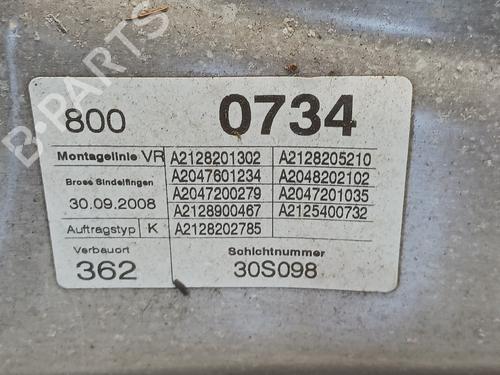 B-PARTS
800 0734
Montagelinie VR A2128201302 A2128205210
Brose Sindelfingen A2047601234 A2048202102
30.09.2008 A2047200279 A2047201035
A2128900467 A2125400732
Auftragstyp K A2128202785
Verbauort Schlchtnummer
362 30S098